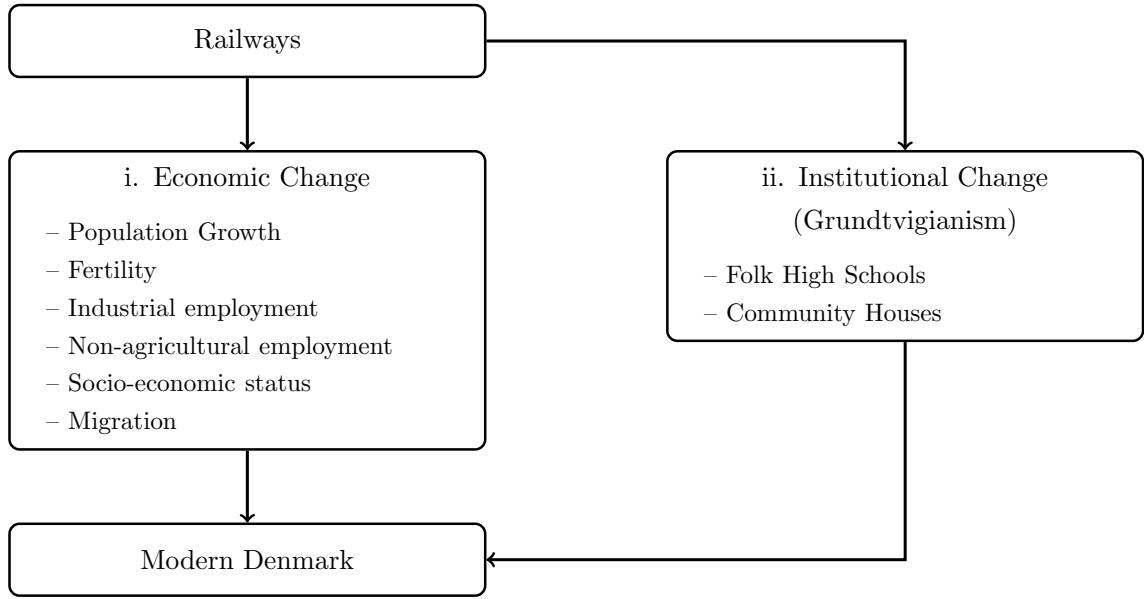 Railways
i. Economic Change
– Population Growth
– Fertility
– Industrial employment
– Non-agricultural employment
– Socio-economic status
– Migration
ii. Institutional Change
(Grundtvigianism)
– Folk High Schools
– Community Houses
Modern Denmark